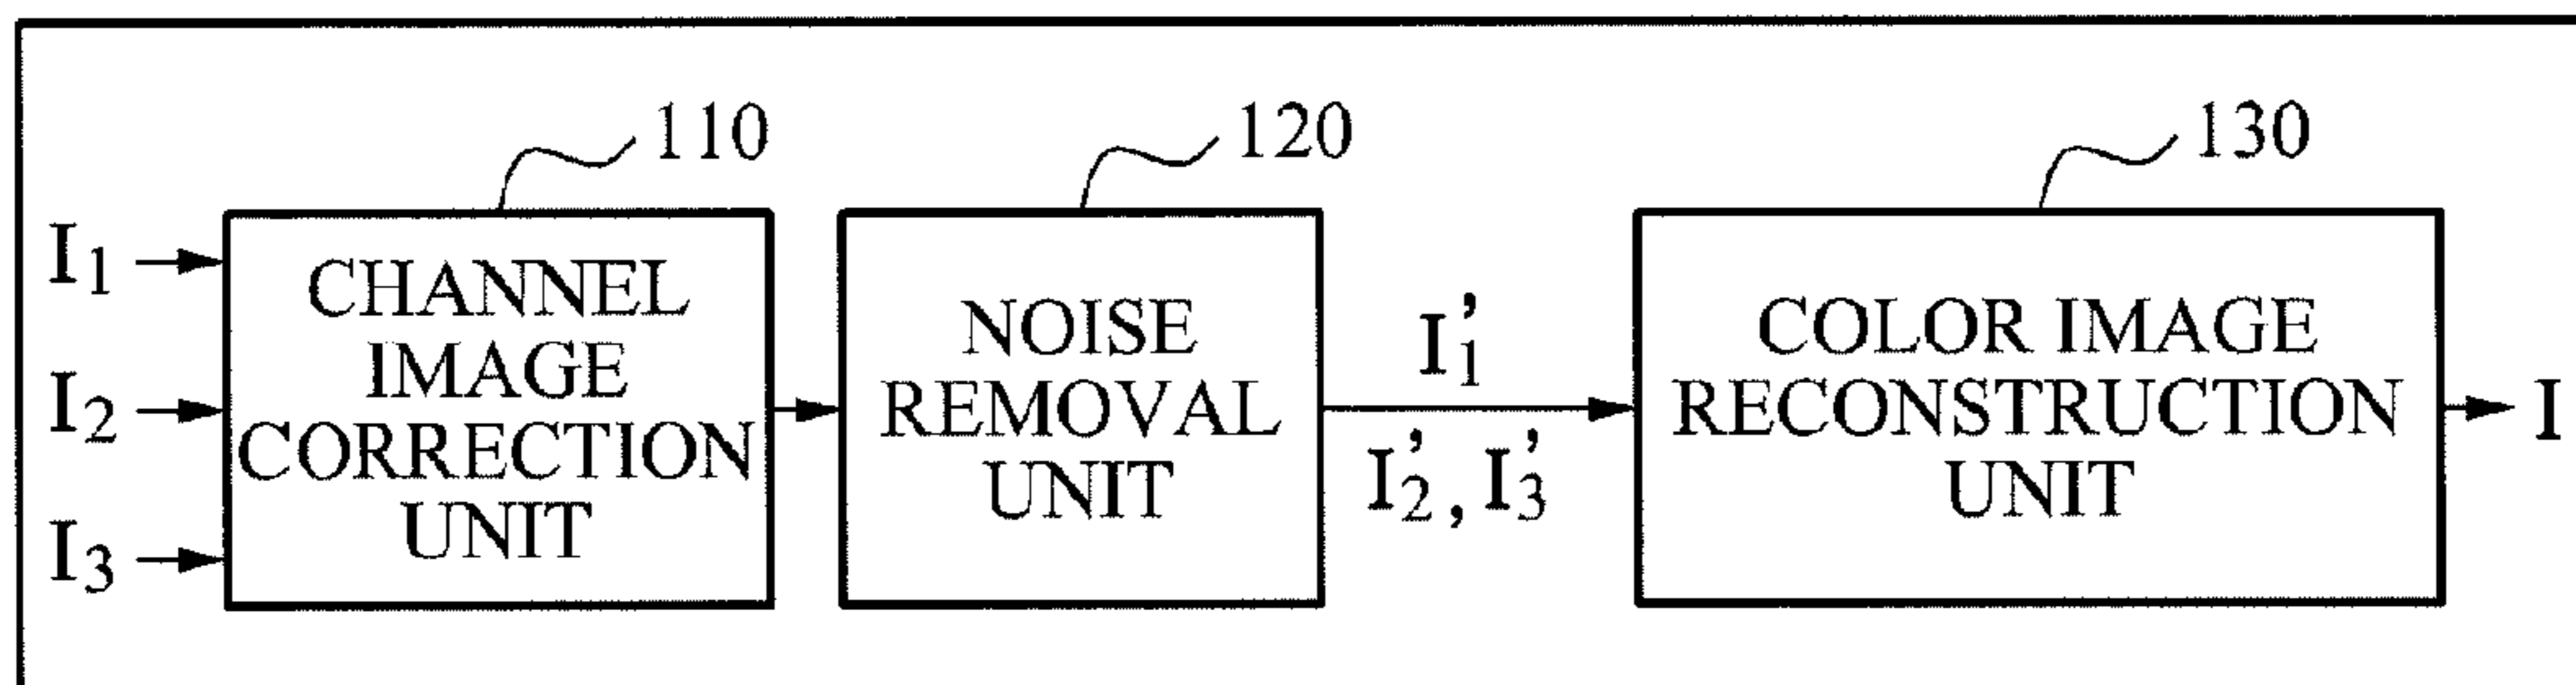 110
120
130
I1
I2
I3
CHANNEL
IMAGE
CORRECTION
UNIT
NOISE
REMOVAL
UNIT
I'1
I'2, I'3
COLOR IMAGE
RECONSTRUCTION
UNIT
I